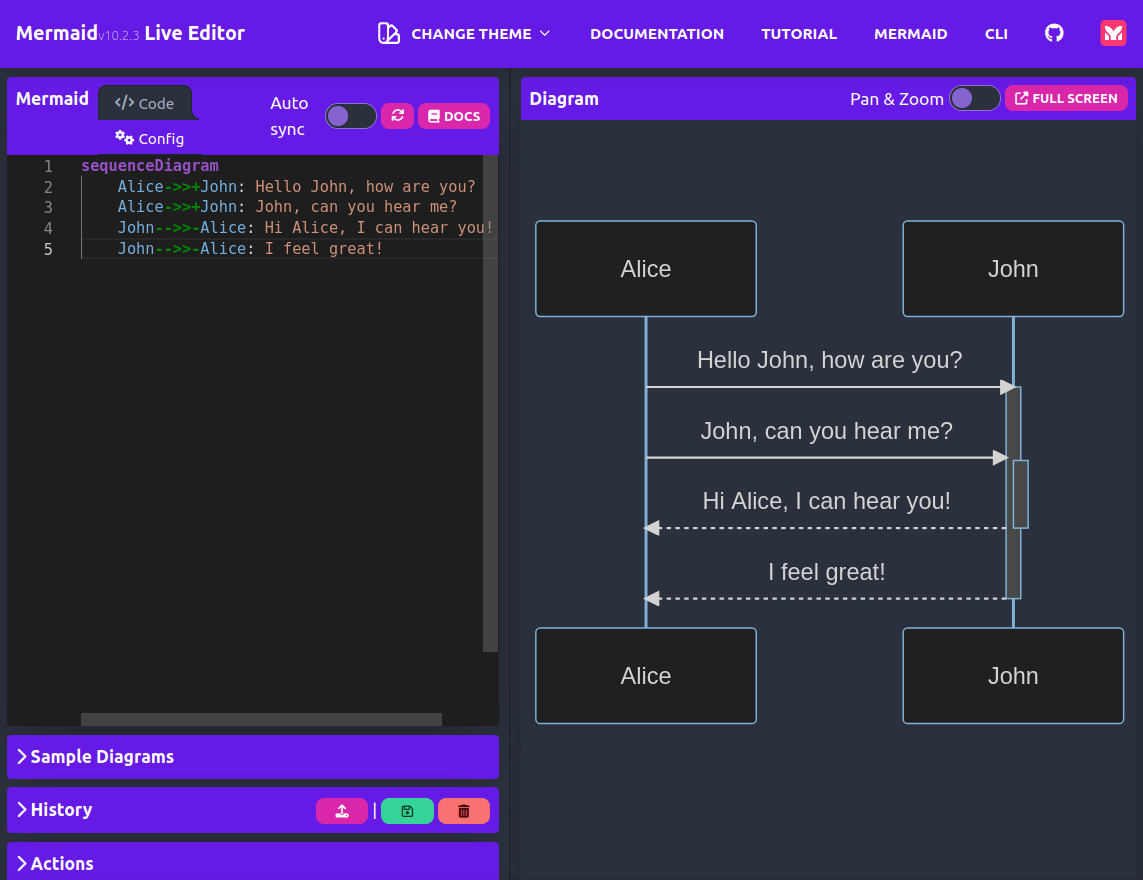 Mermaidv10.2.3 Live Editor
CHANGE THEME
DOCUMENTATION
TUTORIAL
MERMAID
CLI
Mermaid
Code
Config
Auto
sync
DOCS
1 sequenceDiagram
2 Alice->>+John: Hello John, how are you?
3 Alice->>+John: John, can you hear me?
4 John-->>-Alice: Hi Alice, I can hear you!
5 John-->>-Alice: I feel great!
Sample Diagrams
History
|
Actions
Diagram
Pan & Zoom
FULL SCREEN
Alice
John
Hello John, how are you?
John, can you hear me?
Hi Alice, I can hear you!
I feel great!
Alice
John